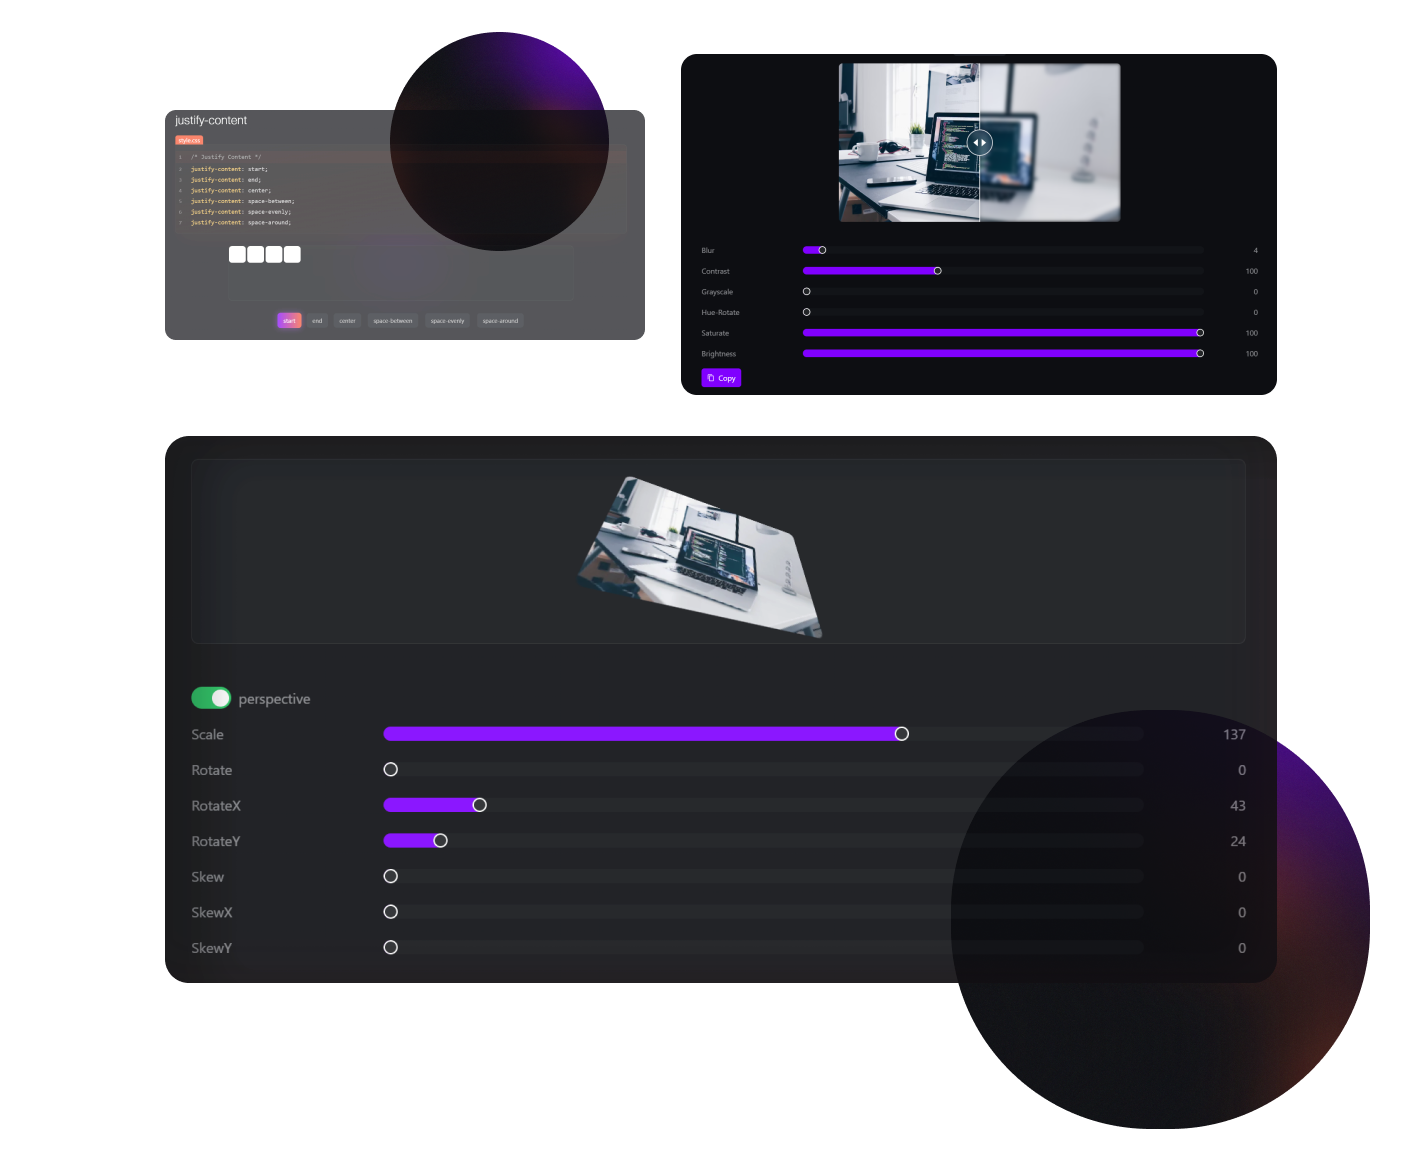 justify-content
style.css
1 /* Justify Contant */
2 justify-content: start;
3 justify-content: end;
4 justify-content: center;
5 justify-content: space-between;
6 justify-content: space-evenly;
7 justify-content: space-around;
start end center space-between space-evenly space-around
Blur 4
Contrast 100
Grayscale 0
Hue-Rotate 0
Saturate 100
Brightness 100
Copy
perspective
Scale 137
Rotate 0
RotateX 43
RotateY 24
Skew 0
SkewX 0
SkewY 0